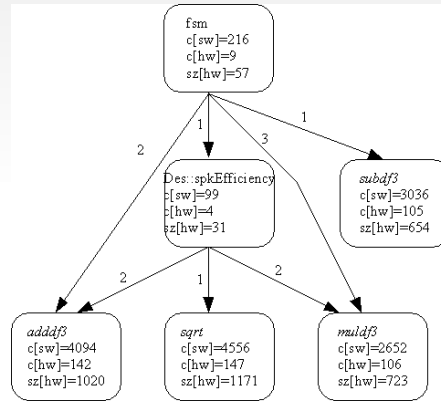 fsm
c[sw]=216
c[hw]=9
sz[hw]=57
2
1
3
1
Des::spkEfficiency
c[sw]=99
c[hw]=4
sz[hw]=31
subdf3
c[sw]=3036
c[hw]=105
sz[hw]=654
2
1
2
adddf3
c[sw]=4094
c[hw]=142
sz[hw]=1020
sqrt
c[sw]=4556
c[hw]=147
sz[hw]=1171
muldf3
c[sw]=2652
c[hw]=106
sz[hw]=723